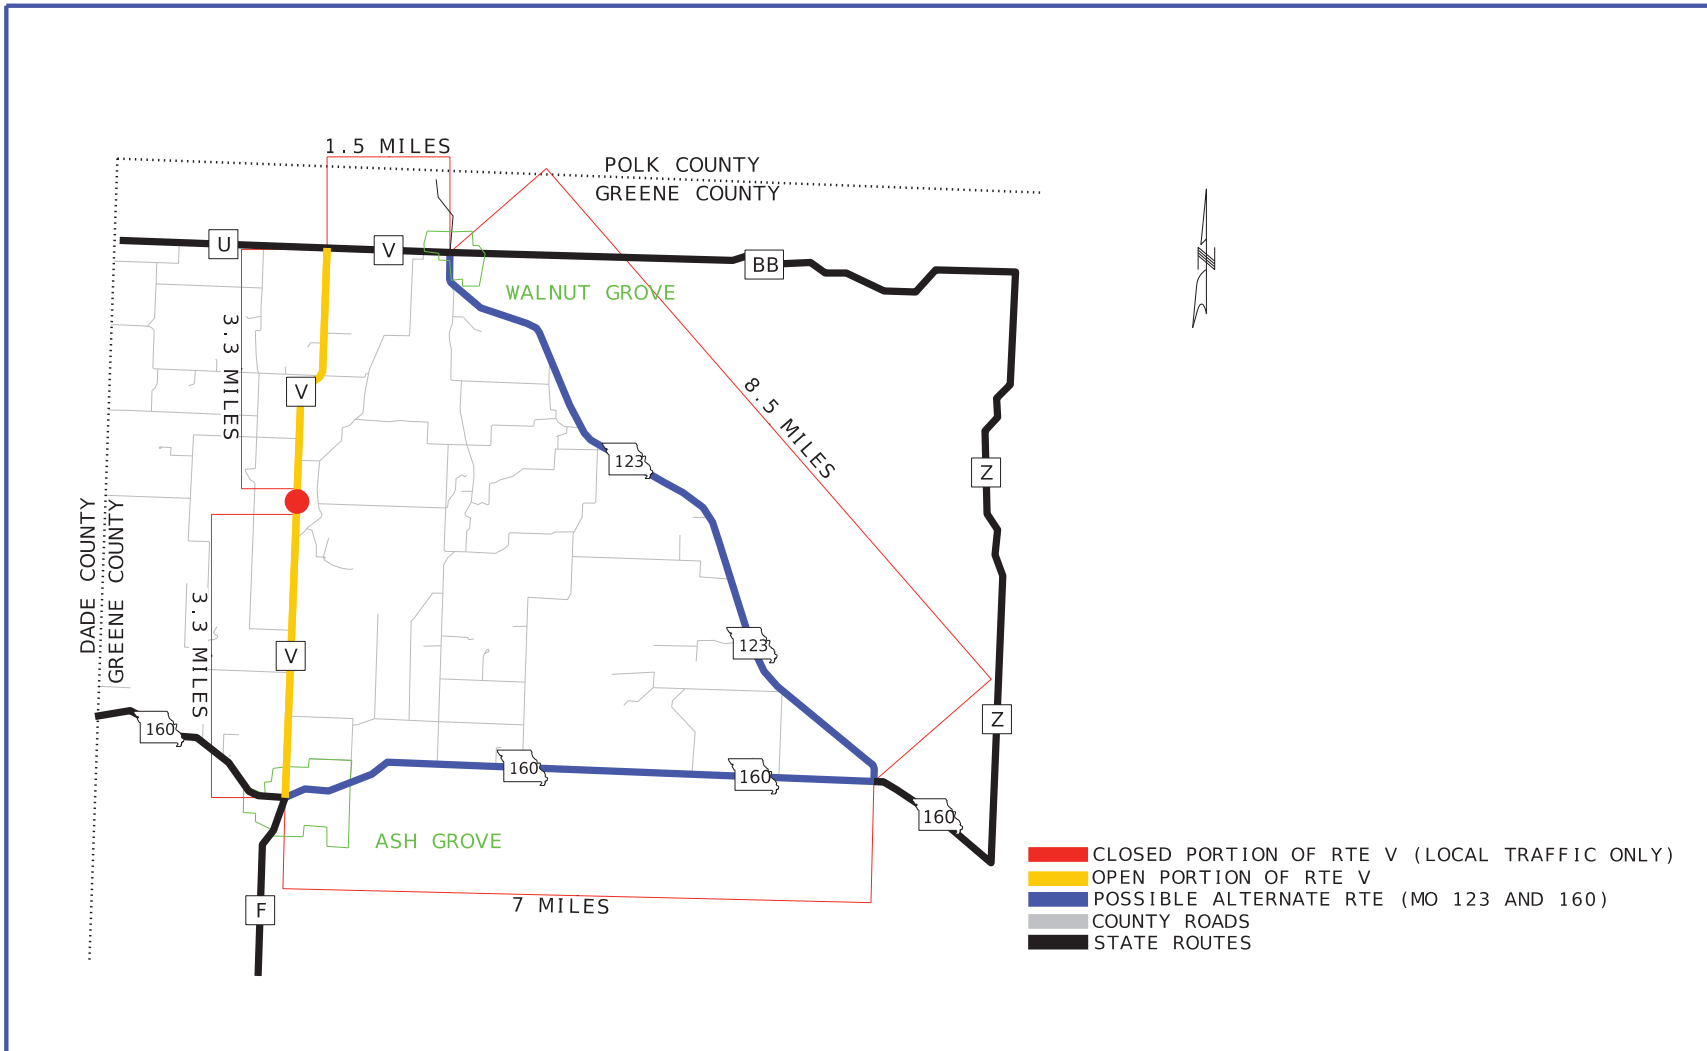 1.5 MILES
POLK COUNTY
GREENE COUNTY
U
V
BB
WALNUT GROVE
3.3 MILES
V
8.5 MILES
123
Z
DADE COUNTY
GREENE COUNTY
3.3 MILES
V
123
160
Z
160
160
160
ASH GROVE
7 MILES
F
CLOSED PORTION OF RTE V (LOCAL TRAFFIC ONLY)
OPEN PORTION OF RTE V
POSSIBLE ALTERNATE RTE (MO 123 AND 160)
COUNTY ROADS
STATE ROUTES